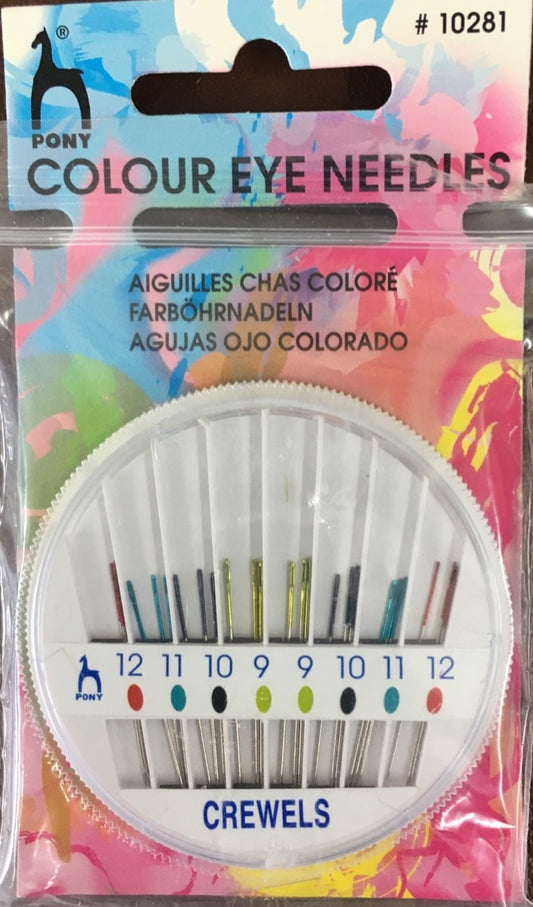 # 10281
®
PONY
COLOUR EYE NEEDLES
AIGUILLES CHAS COLORÉ
FARBÖHRNADELN
AGUJAS OJO COLORADO
12 11 10 9 9 10 11 12
PONY
CREWELS